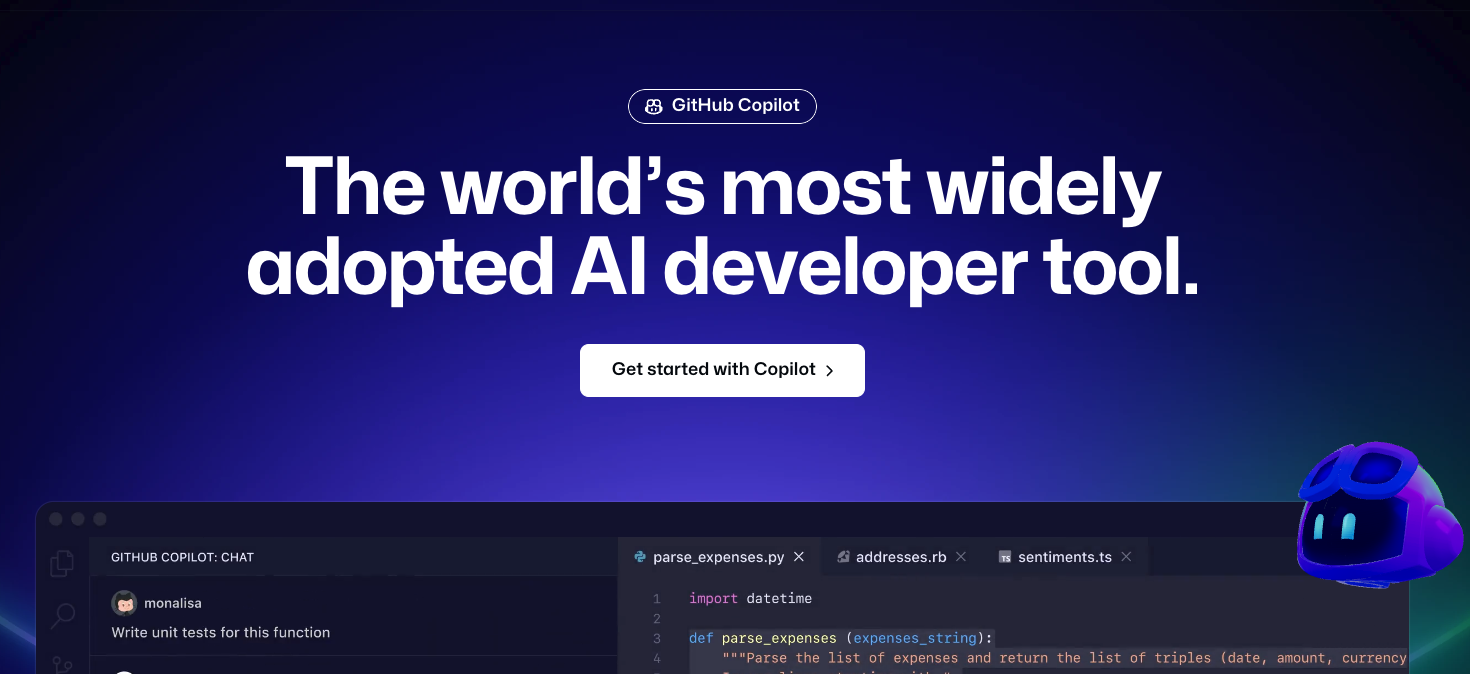 GitHub Copilot
The world’s most widely
adopted AI developer tool.
Get started with Copilot
GITHUB COPILOT: CHAT
monalisa
Write unit tests for this function
parse_expenses.py
addresses.rb
TS sentiments.ts
1 import datetime
2
3 def parse_expenses (expenses_string):
4 """Parse the list of expenses and return the list of triples (date, amount, currency